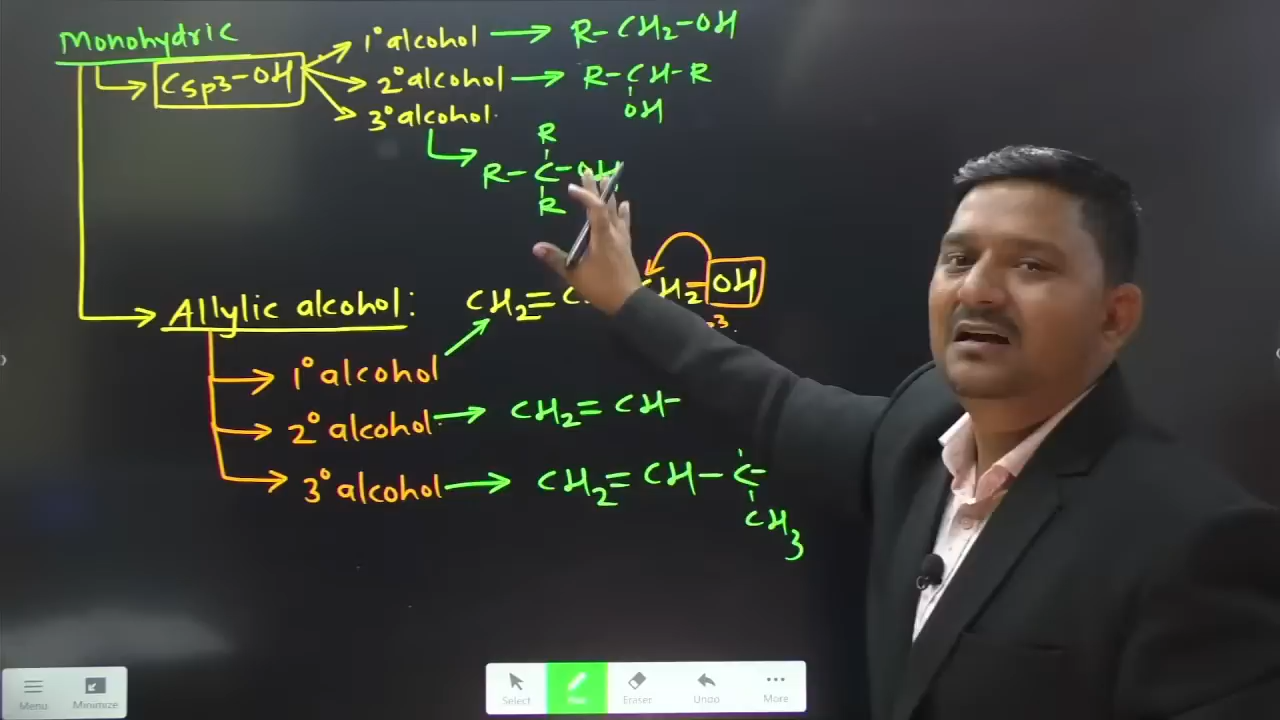 Monohydric
Csp3-OH
1° alcohol → R-CH2-OH
2° alcohol → R-CH-R
OH
3° alcohol
R
R-C-OH
R
Allylic alcohol: CH2=C CH2-OH
1° alcohol
2° alcohol → CH2=CH-
3° alcohol → CH2=CH-C-
CH3
Menu
Minimize
Select
Eraser
Undo
More